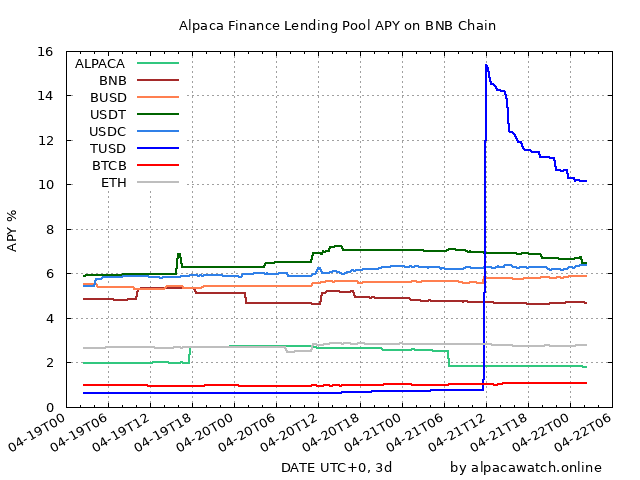 Alpaca Finance Lending Pool APY on BNB Chain
16
14
12
10
8
6
4
2
0
APY %
ALPACA
BNB
BUSD
USDT
USDC
TUSD
BTCB
ETH
04-19T00
04-19T06
04-19T12
04-19T18
04-20T00
04-20T06
04-20T12
04-20T18
04-21T00
04-21T06
04-21T12
04-21T18
04-22T00
04-22T06
DATE UTC+0, 3d
by alpacawatch.online